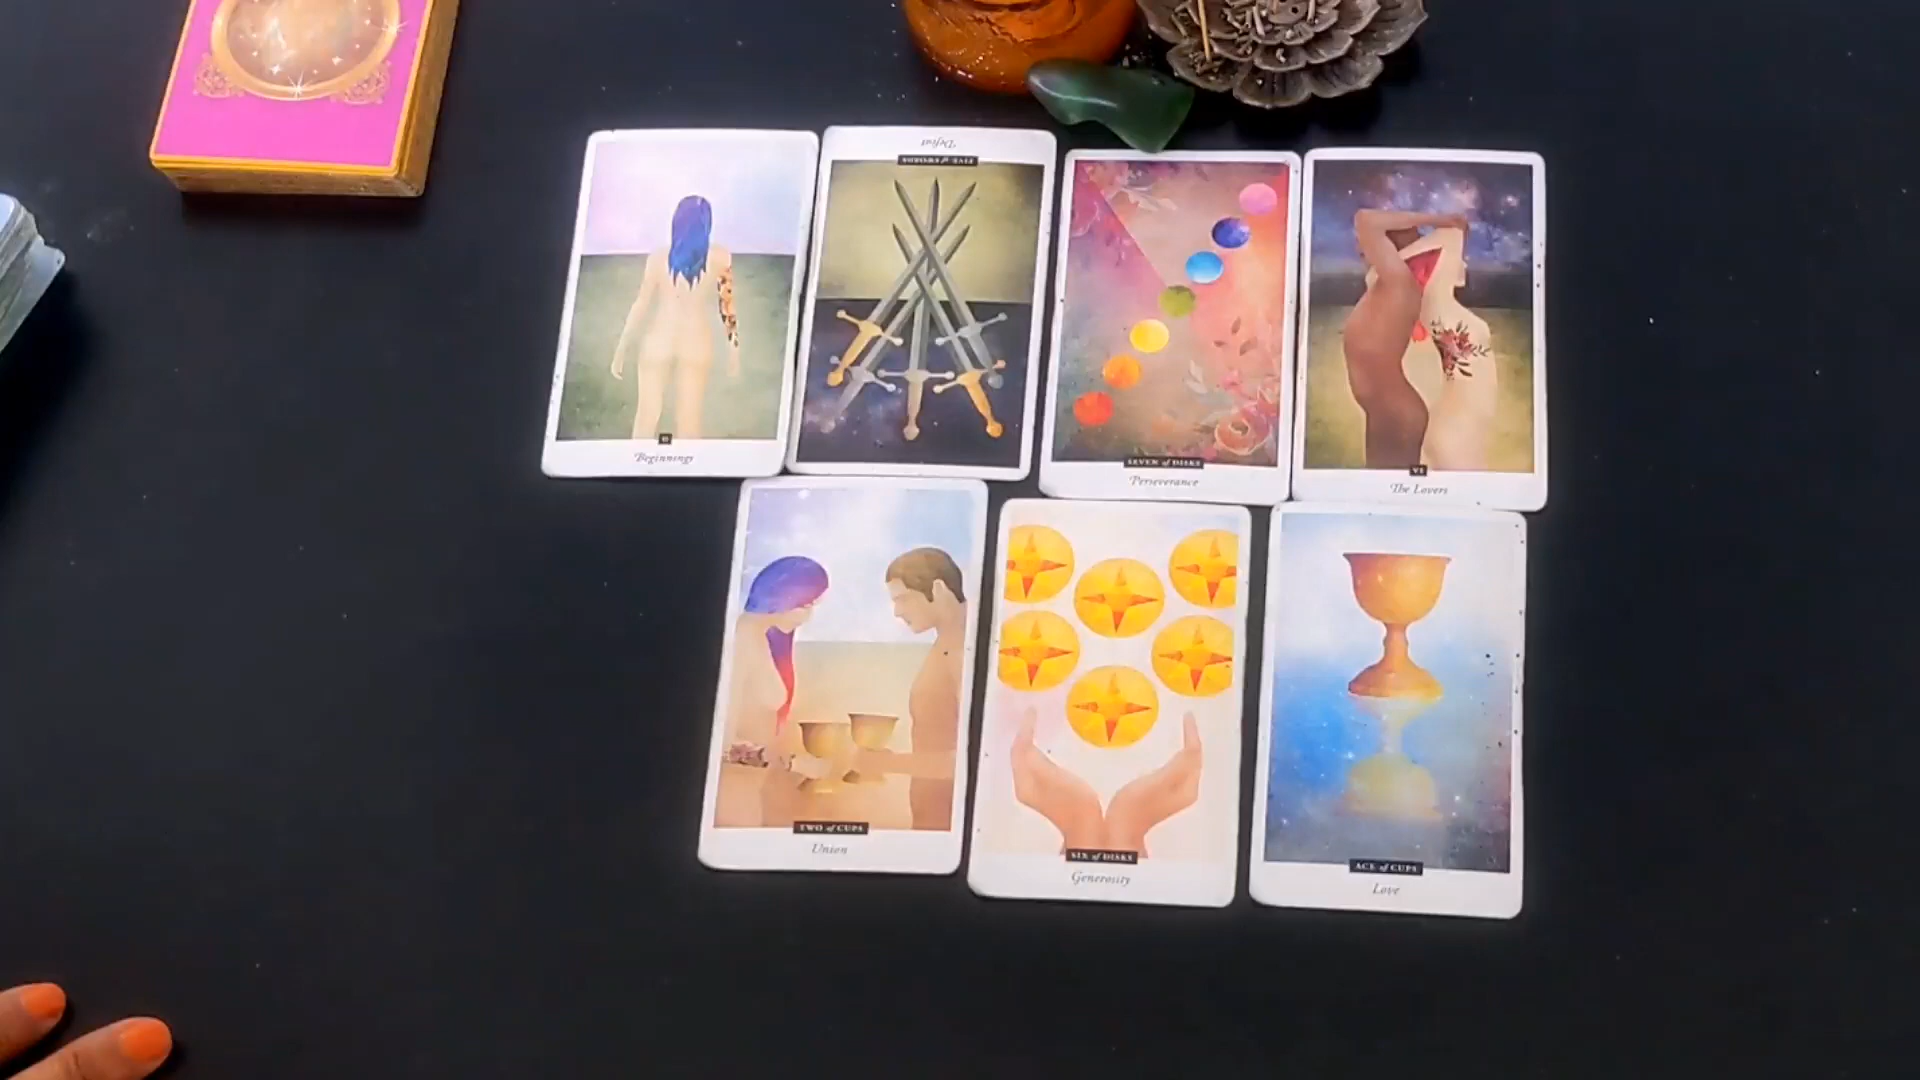 0
Beginnings
Defeat
FIVE of SWORDS
SEVEN of DISKS
Perseverance
VI
The Lovers
TWO of CUPS
Union
SIX of DISKS
Generosity
ACE of CUPS
Love